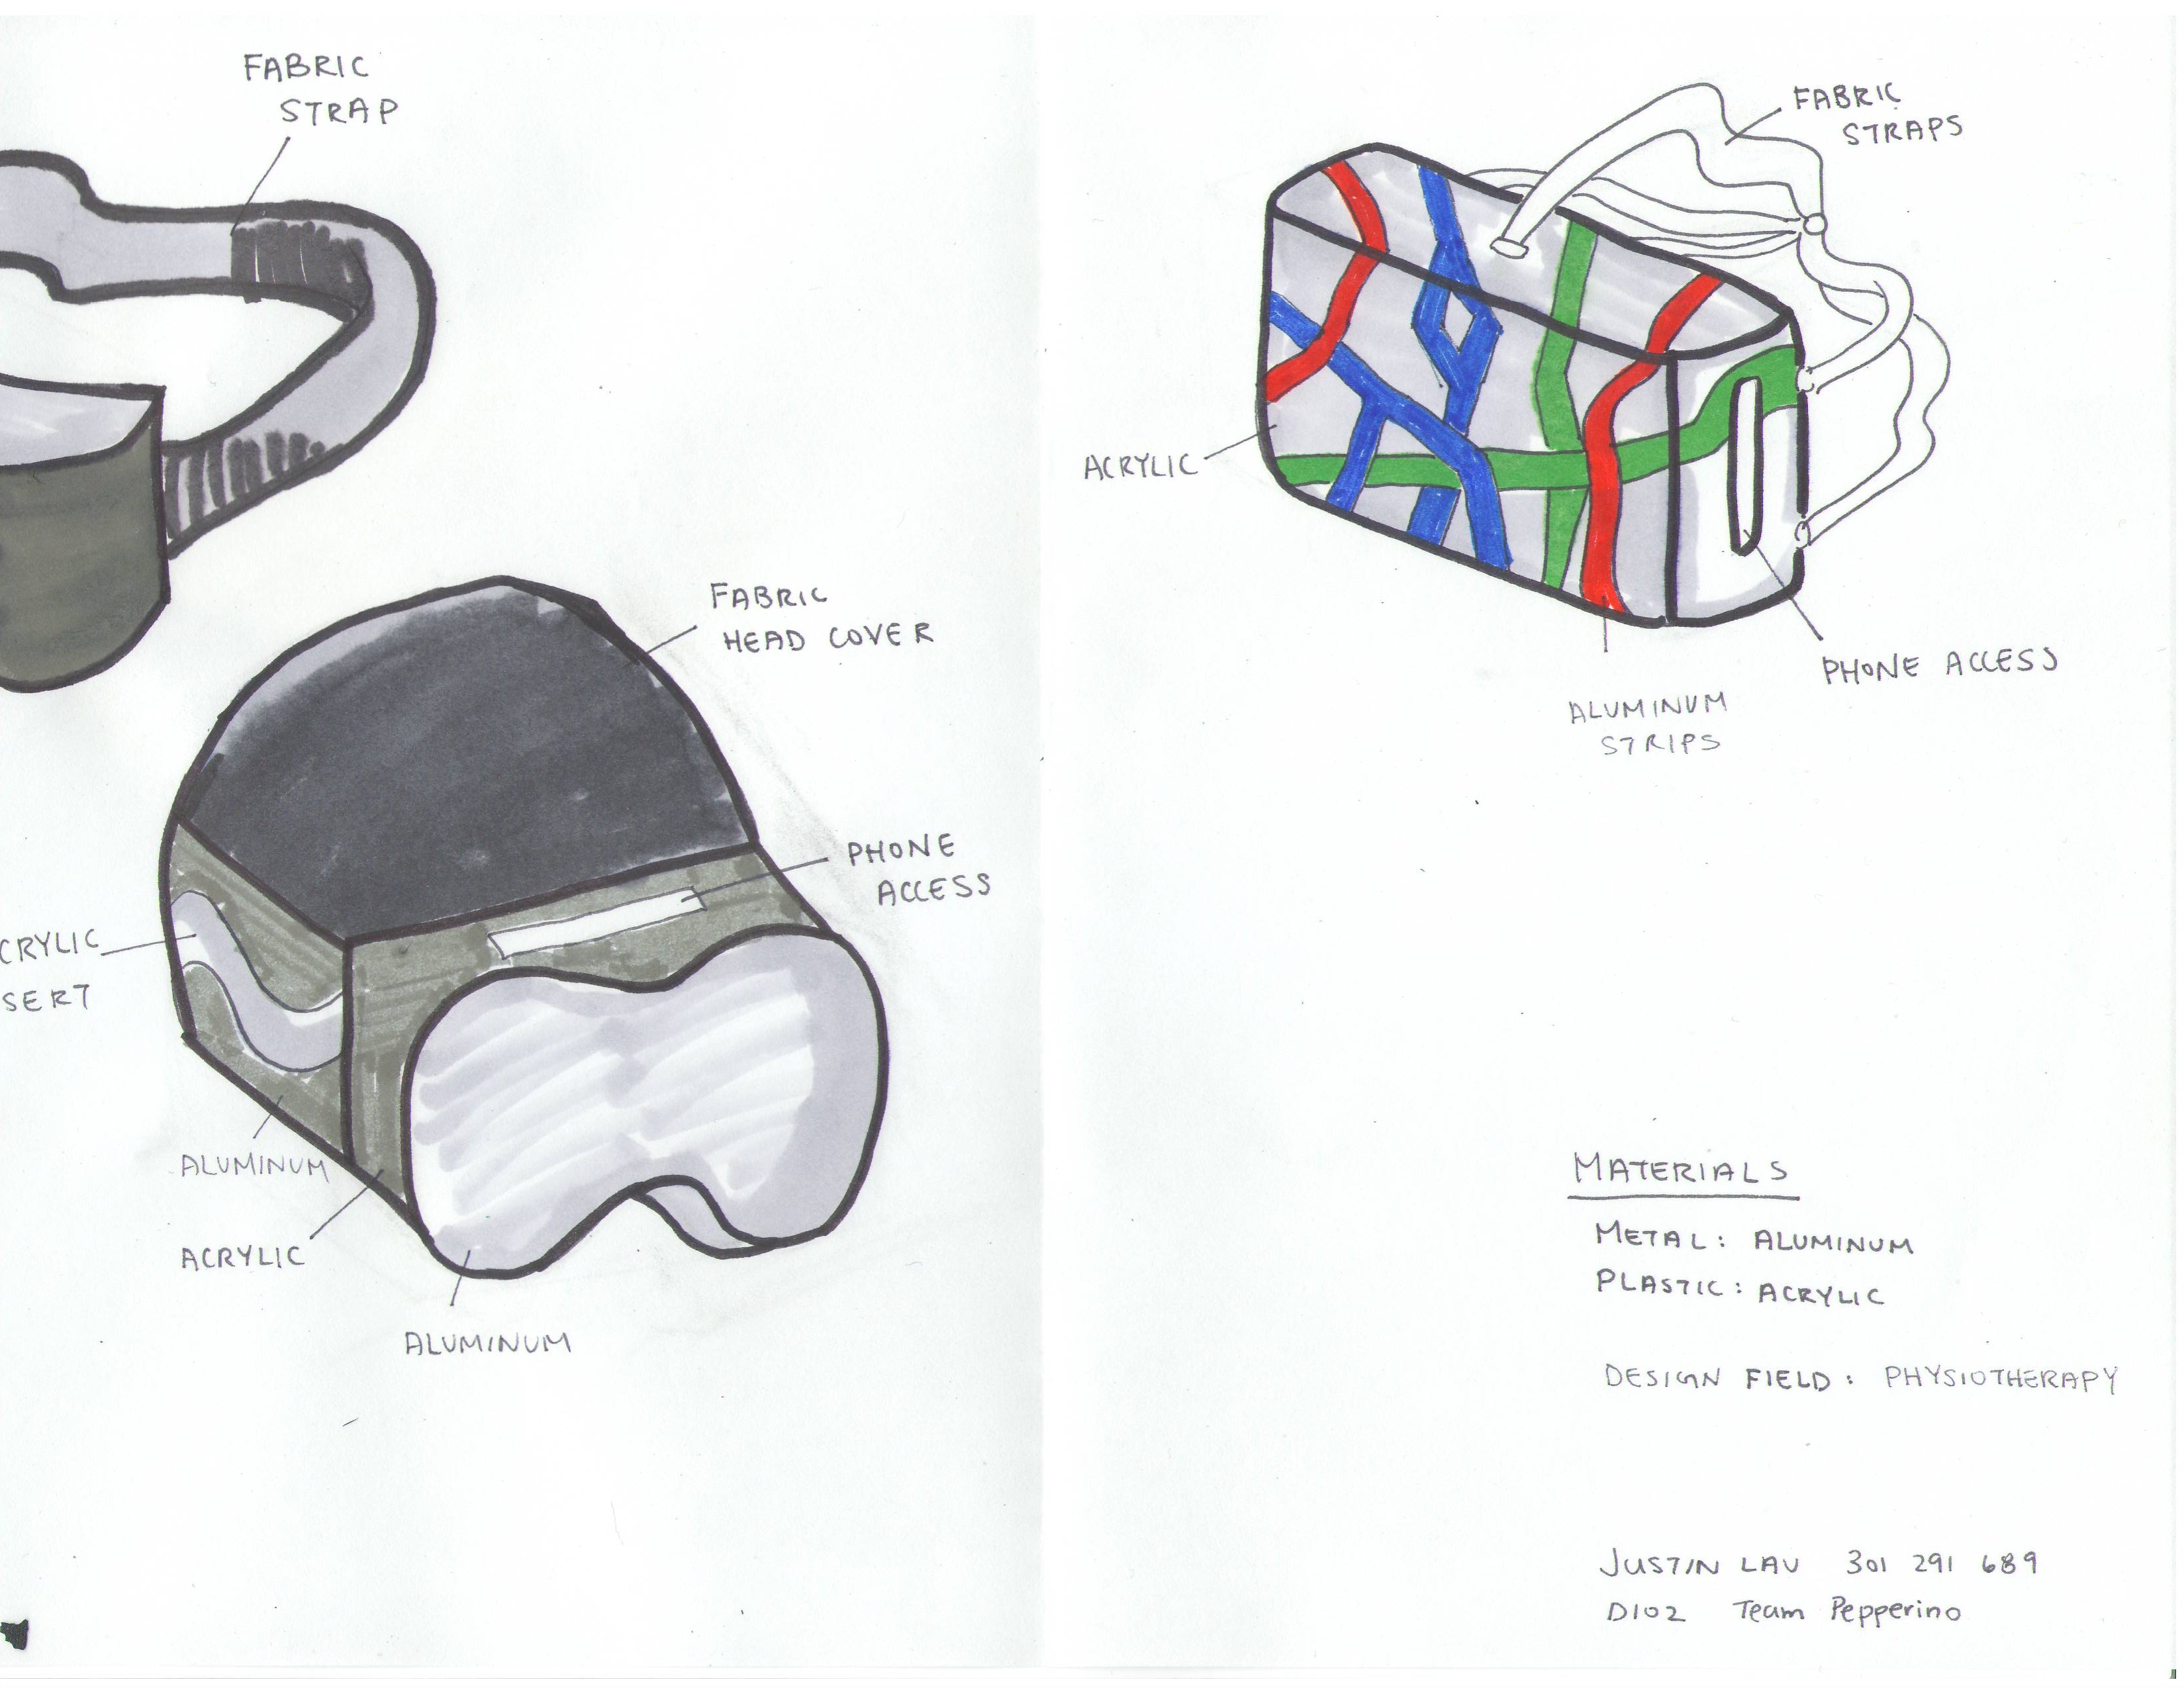 FABRIC
STRAP
FABRIC
HEAD COVER
PHONE
ACCESS
CRYLIC
SERT
ALUMINUM
ACRYLIC
ALUMINUM
FABRIC
STRAPS
ACRYLIC
PHONE ACCESS
ALUMINUM
STRIPS
MATERIALS
METAL: ALUMINUM
PLASTIC: ACRYLIC
DESIGN FIELD: PHYSIOTHERAPY
JUSTIN LAU 301 291 689
D102 Team Pepperino